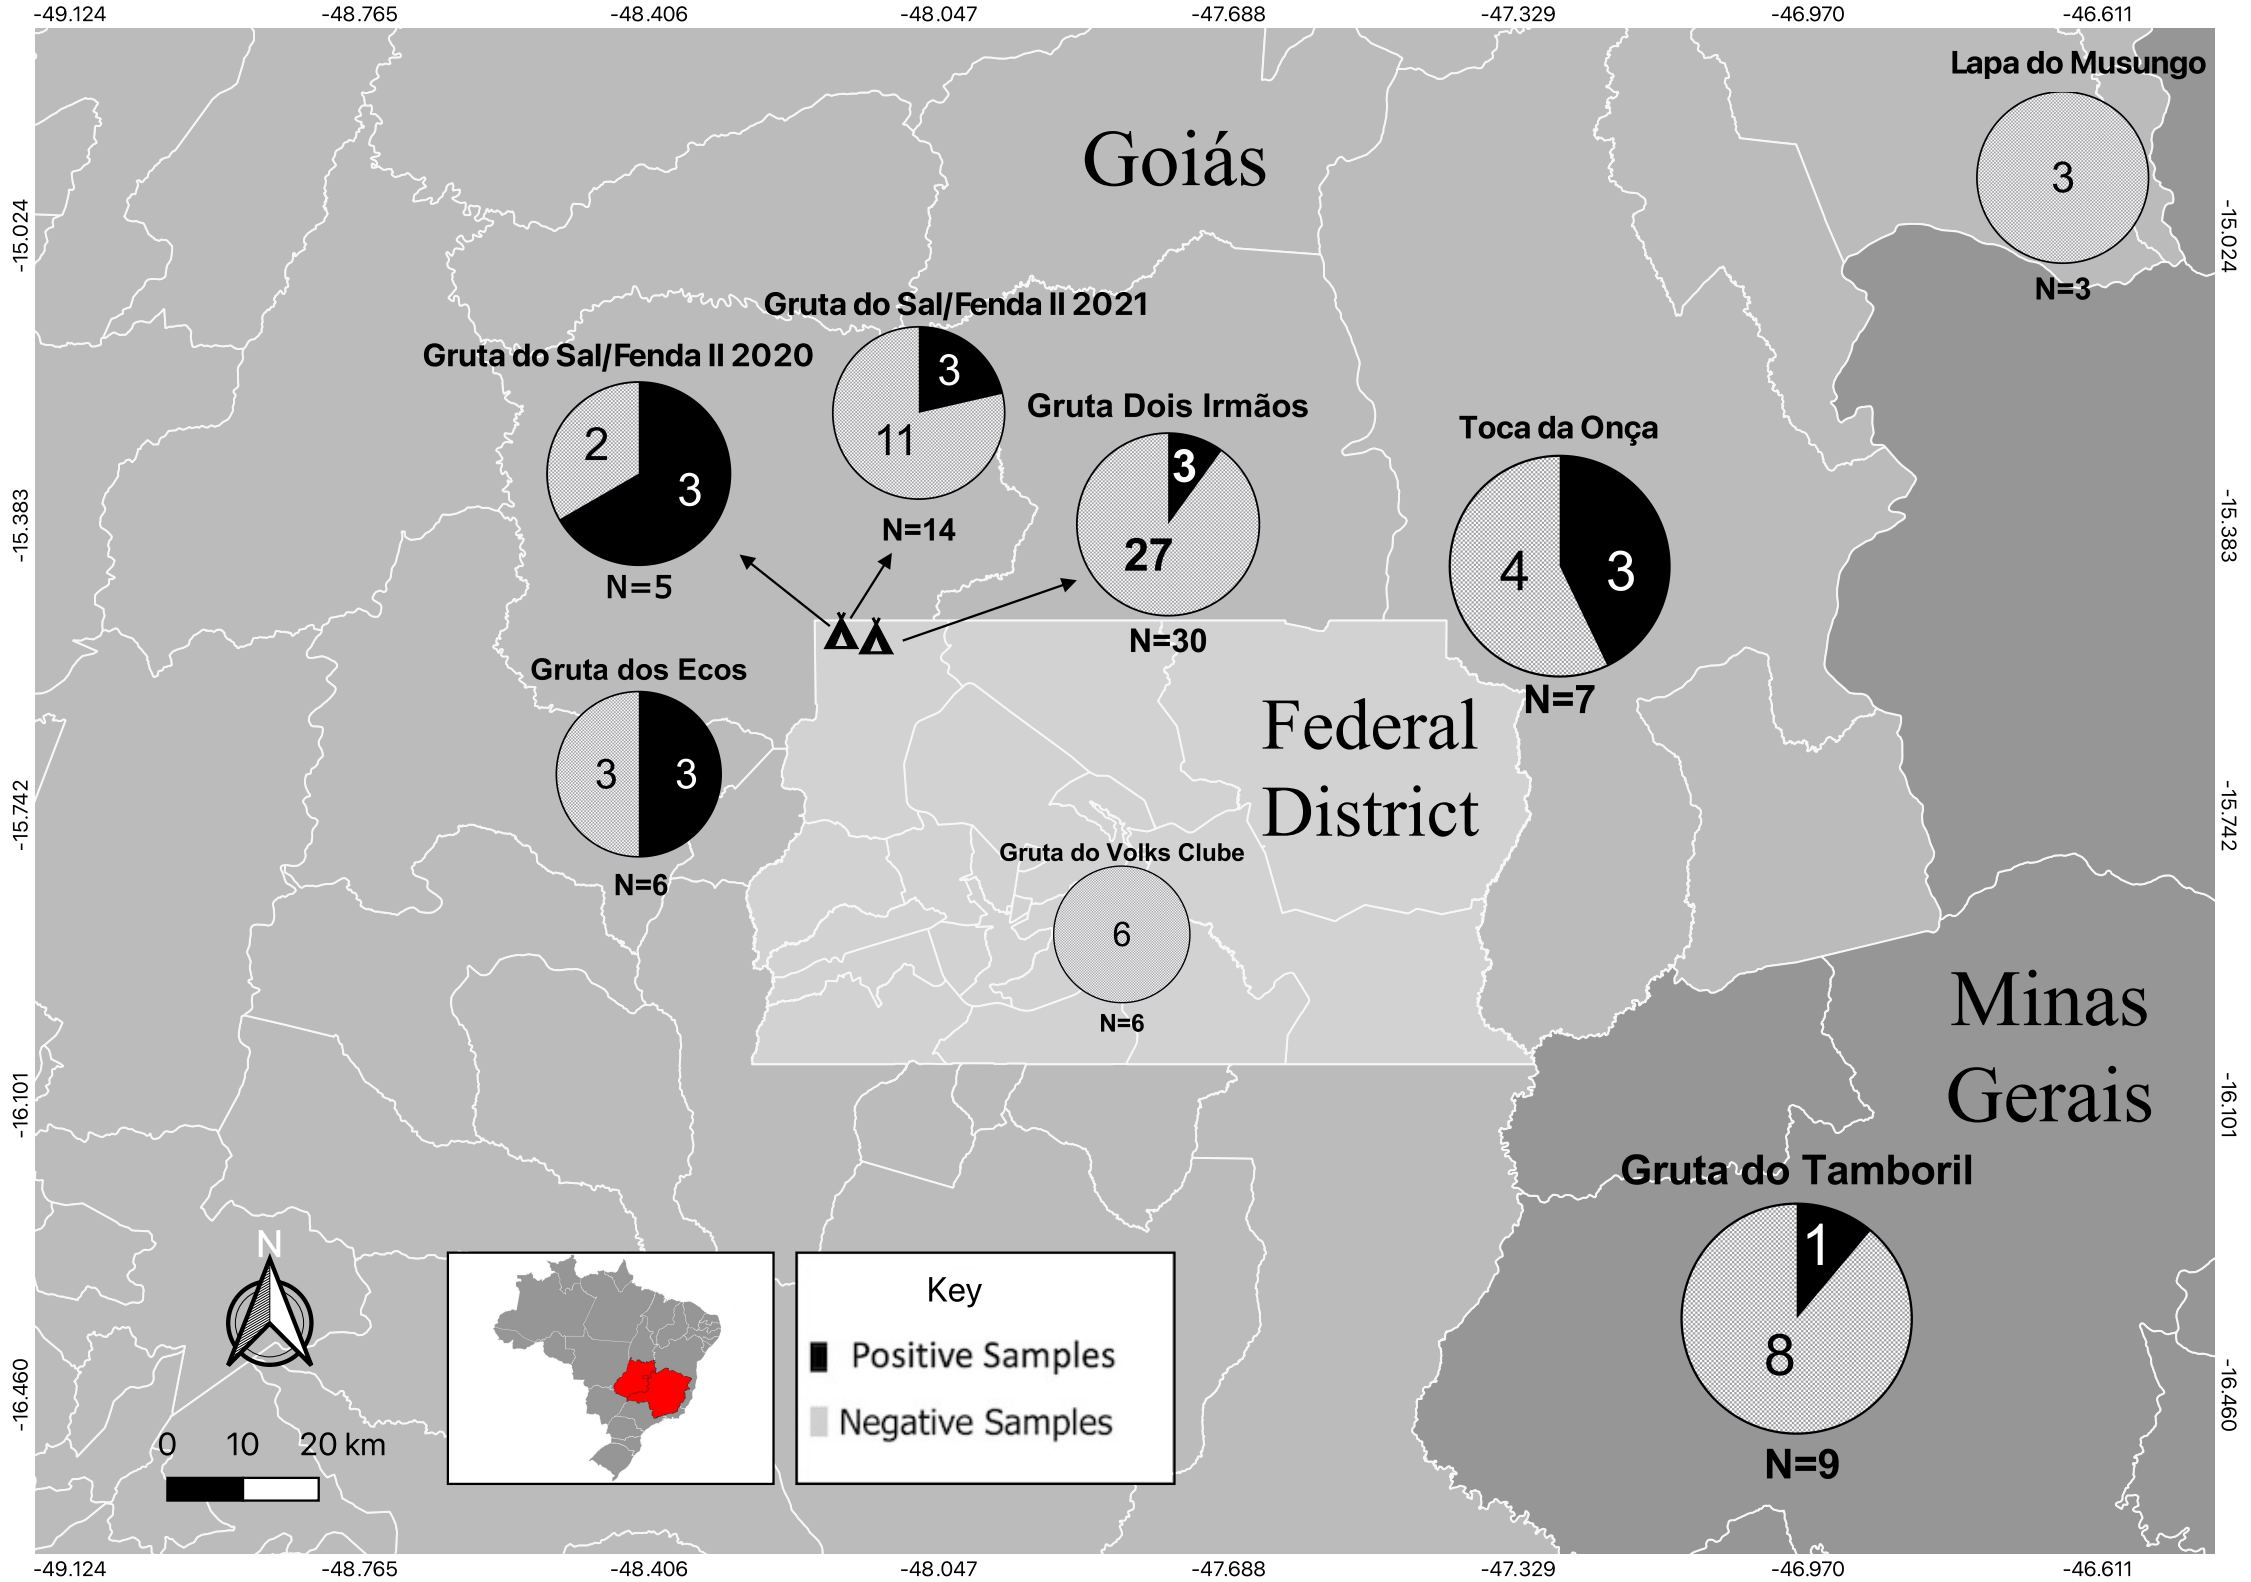 -49.124 -48.765 -48.406 -48.047 -47.688 -47.329 -46.970 -46.611
Lapa do Musungo
3
N=3
Goiás
-15.024
-15.024
Gruta do Sal/Fenda II 2021
3
11
N=14
Gruta do Sal/Fenda II 2020
2
3
N=5
Gruta Dois Irmãos
3
27
N=30
Toca da Onça
4
3
N=7
-15.383
-15.383
Gruta dos Ecos
3
3
N=6
Federal
District
-15.742
-15.742
Gruta do Volks Clube
6
N=6
Minas
Gerais
-16.101
-16.101
Gruta do Tamboril
1
8
N=9
N
0 10 20 km
Key
Positive Samples
Negative Samples
-16.460
-16.460
-49.124 -48.765 -48.406 -48.047 -47.688 -47.329 -46.970 -46.611